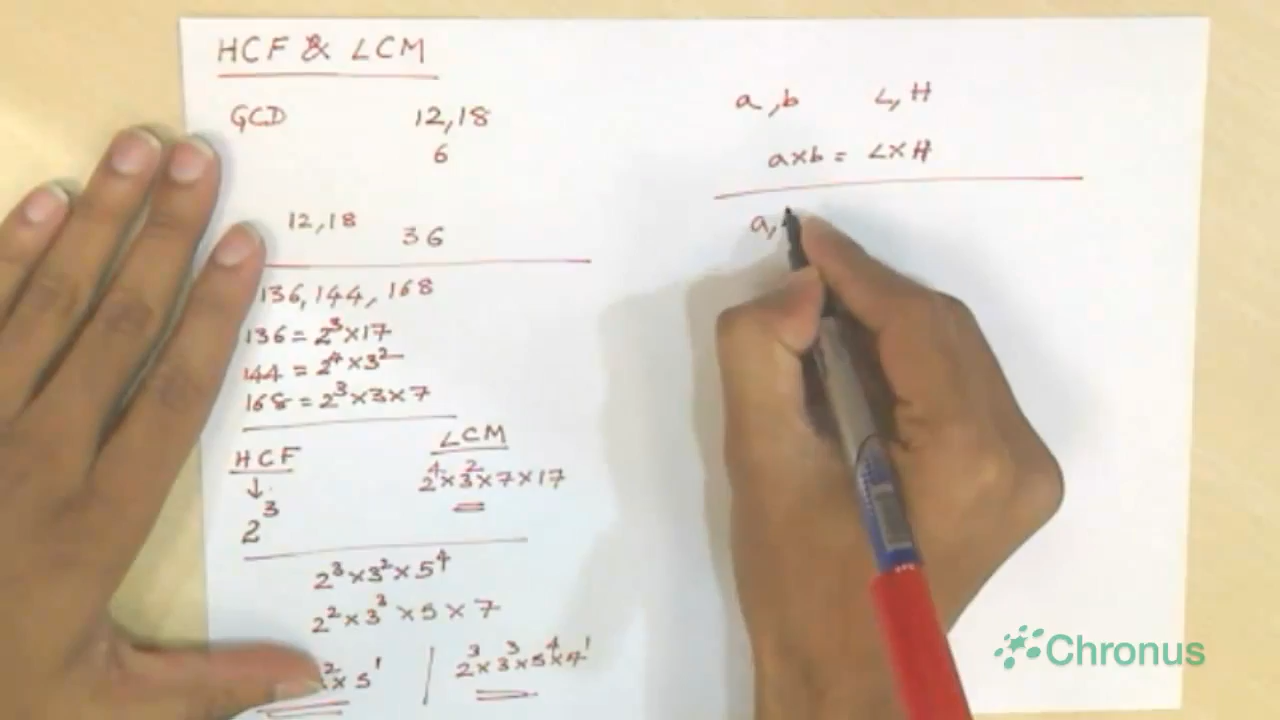 HCF & LCM
GCD 12,18
6
12,18 36
136, 144, 168
136 = 2³×17
144 = 2⁴×3²
168 = 2³×3×7
HCF LCM
↓ 2⁴×3²×7×17
2³
2³×3²×5⁴
2²×3³×5×7
²×5¹ | 2³×3³×5⁴×7¹
a,b L,H
a×b = L×H
a,
Chronus